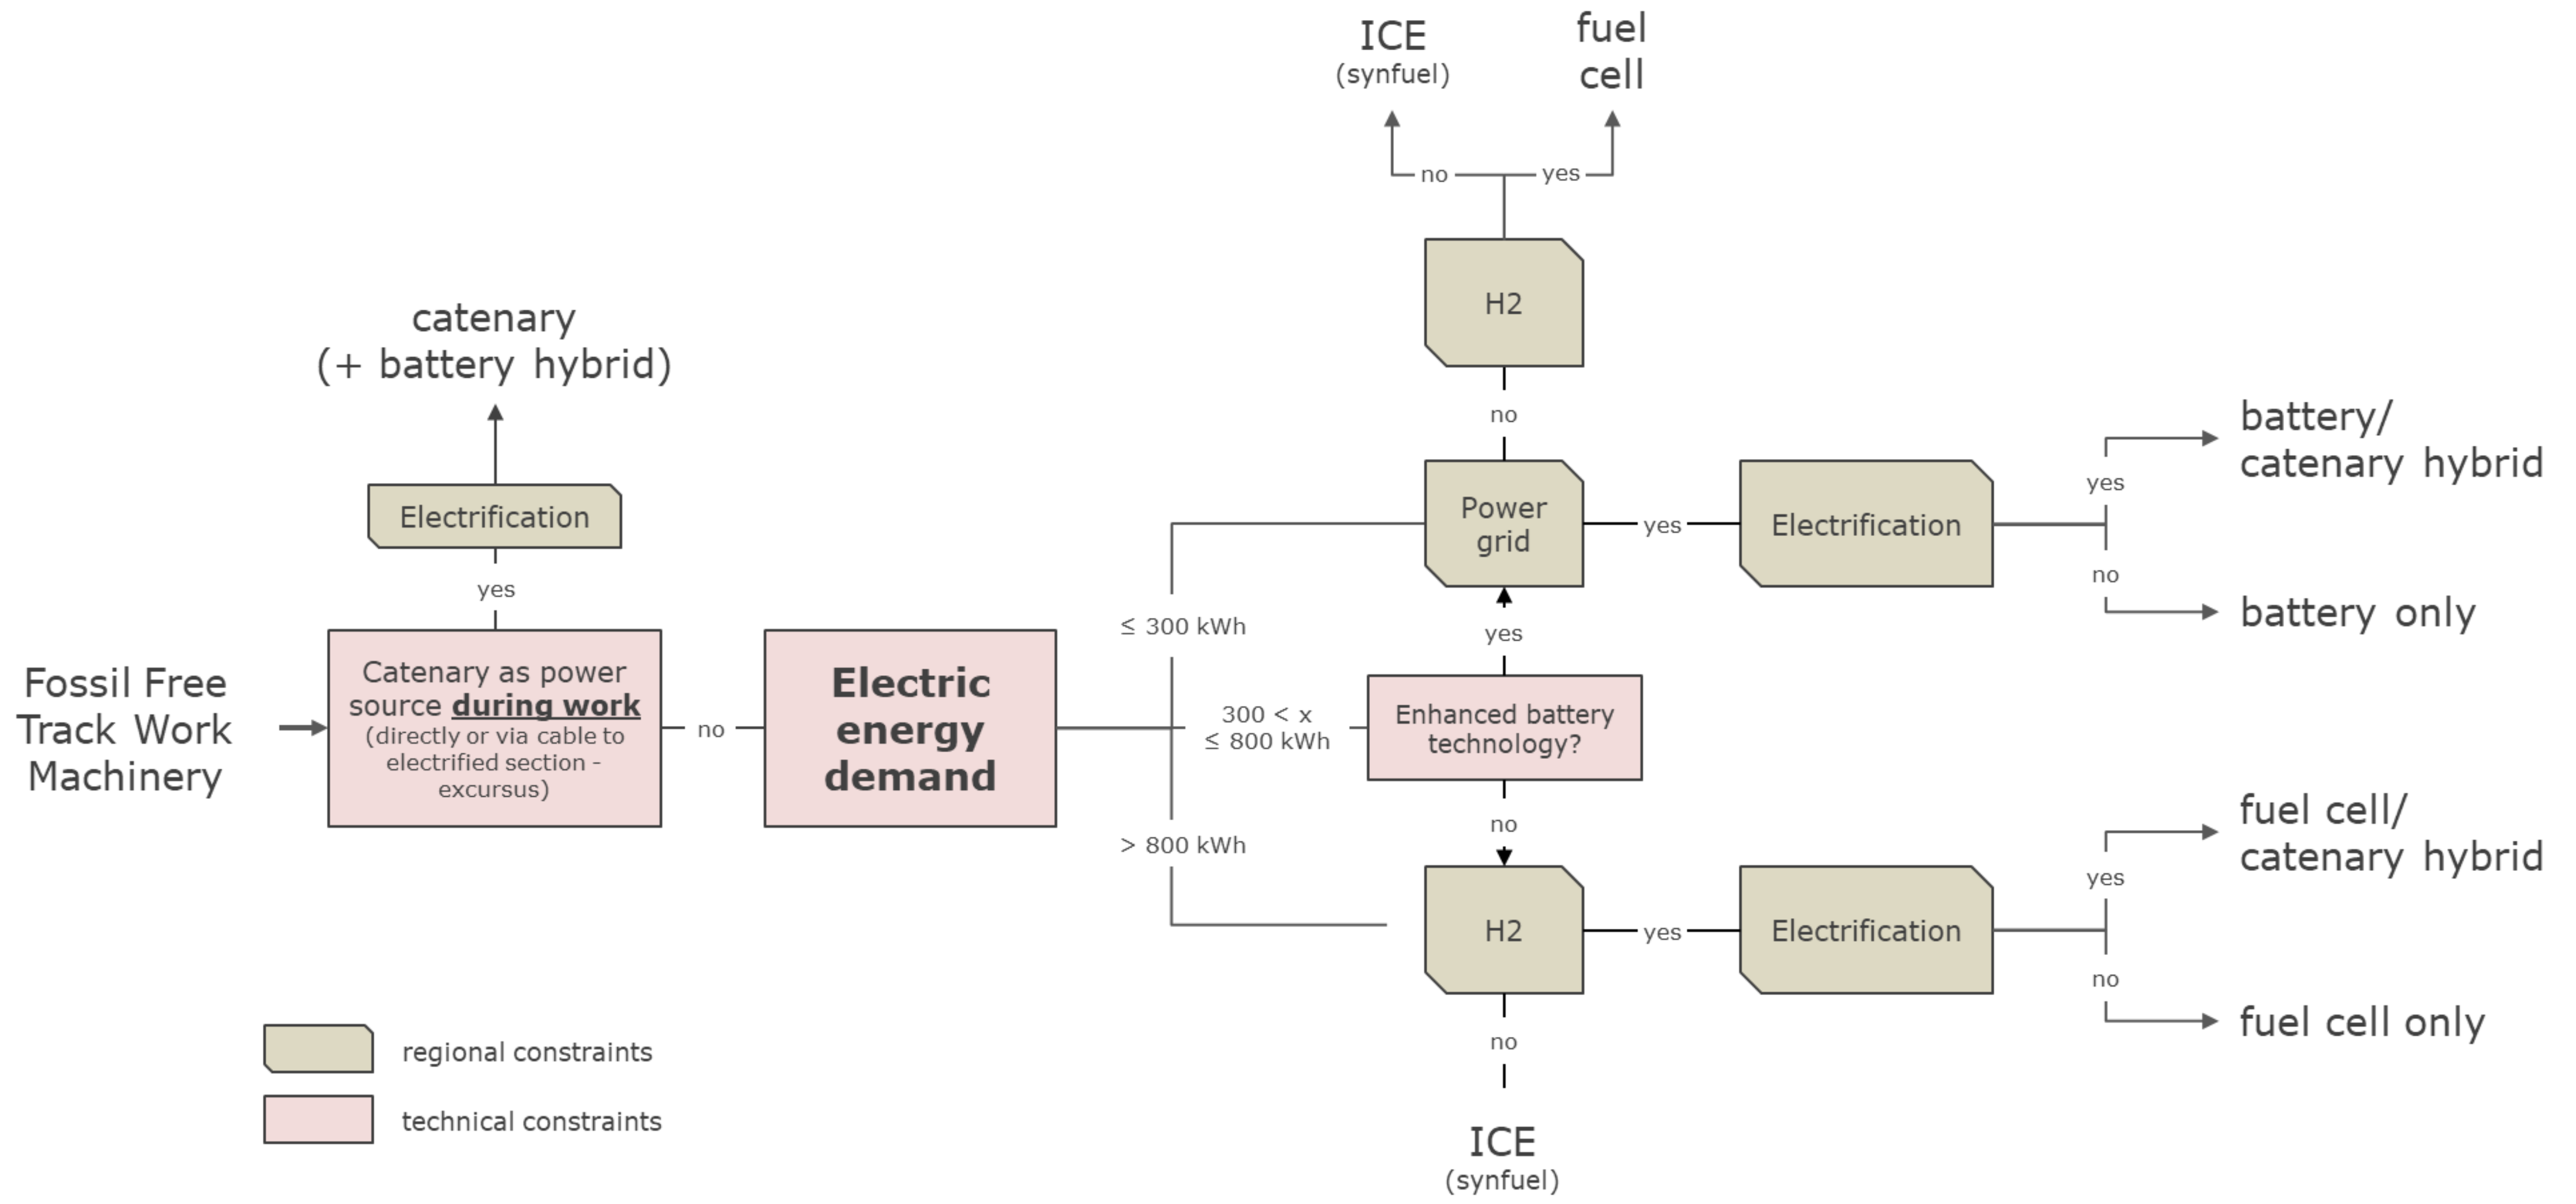 Fossil Free
Track Work
Machinery
catenary
(+ battery hybrid)
Electrification
yes
Catenary as power
source during work
(directly or via cable to
electrified section -
excursus)
no
Electric
energy
demand
≤ 300 kWh
300 < x
≤ 800 kWh
> 800 kWh
ICE
(synfuel)
fuel
cell
no
yes
H2
no
Power
grid
yes
Electrification
yes
no
battery/
catenary hybrid
battery only
yes
Enhanced battery
technology?
no
H2
yes
Electrification
yes
no
fuel cell/
catenary hybrid
fuel cell only
no
ICE
(synfuel)
regional constraints
technical constraints